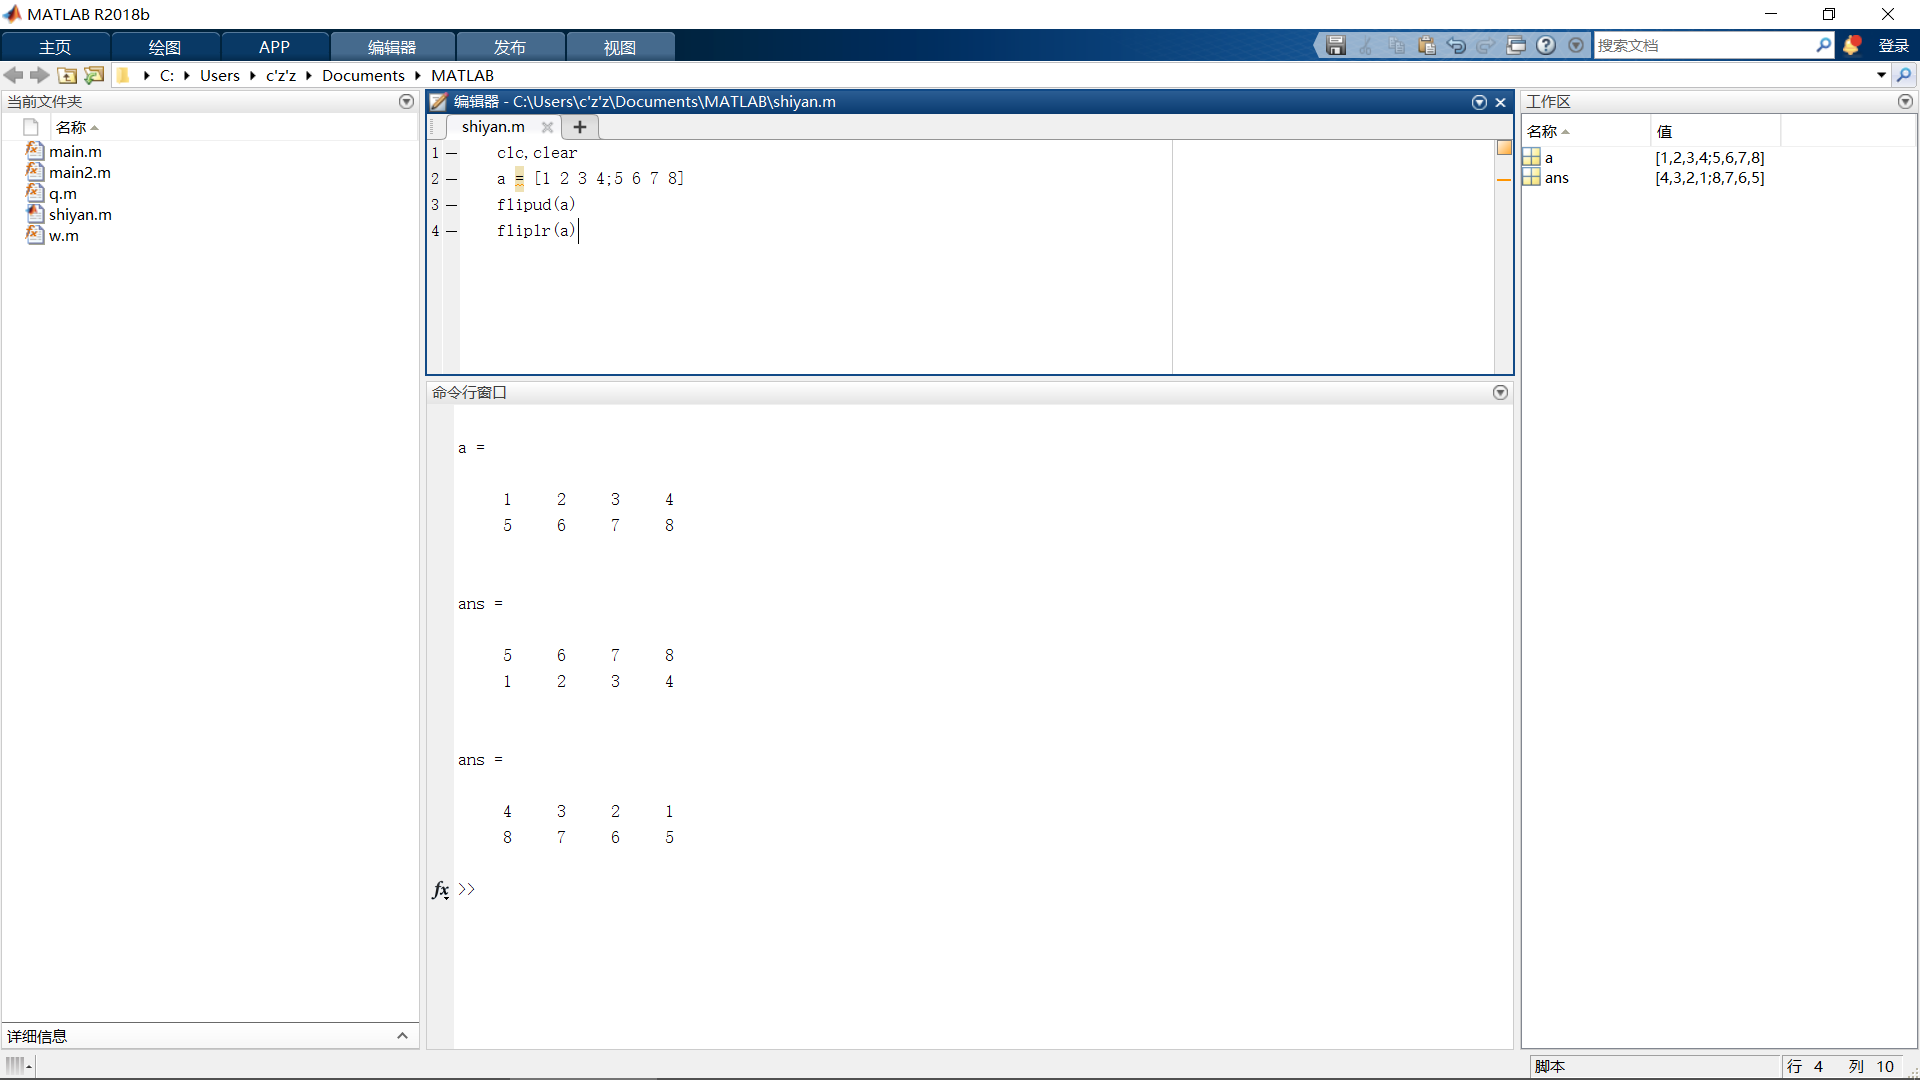 MATLAB R2018b
主页 绘图 APP 编辑器 发布 视图 搜索文档 登录
C: Users c'z'z Documents MATLAB
当前文件夹
名称
main.m
main2.m
q.m
shiyan.m
w.m
详细信息
编辑器 - C:\Users\c'z'z\Documents\MATLAB\shiyan.m
shiyan.m
1 — clc,clear
2 — a = [1 2 3 4;5 6 7 8]
3 — flipud(a)
4 — fliplr(a)
命令行窗口
a =
1 2 3 4
5 6 7 8
ans =
5 6 7 8
1 2 3 4
ans =
4 3 2 1
8 7 6 5
fx >>
工作区
名称 值
a [1,2,3,4;5,6,7,8]
ans [4,3,2,1;8,7,6,5]
脚本 行 4 列 10